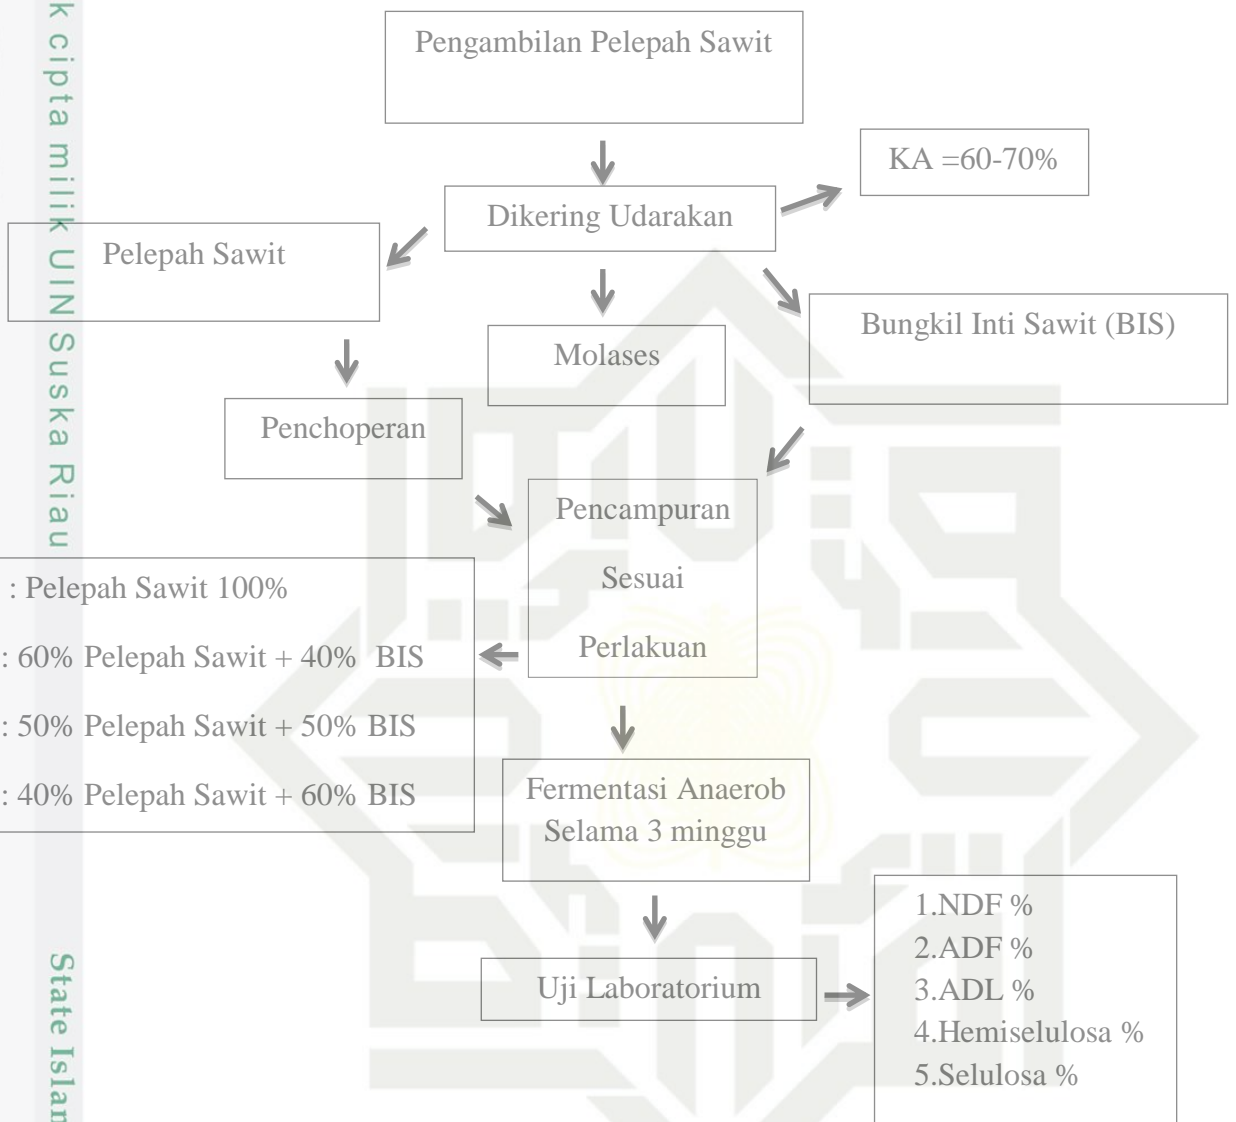 k cipta milik UIN Suska Riau
State Islam
Pengambilan Pelepah Sawit
KA =60-70%
Dikering Udarakan
Pelepah Sawit
Bungkil Inti Sawit (BIS)
Molases
Penchoperan
Pencampuran
Sesuai
Perlakuan
: Pelepah Sawit 100%
: 60% Pelepah Sawit + 40% BIS
: 50% Pelepah Sawit + 50% BIS
: 40% Pelepah Sawit + 60% BIS
Fermentasi Anaerob
Selama 3 minggu
Uji Laboratorium
1.NDF %
2.ADF %
3.ADL %
4.Hemiselulosa %
5.Selulosa %